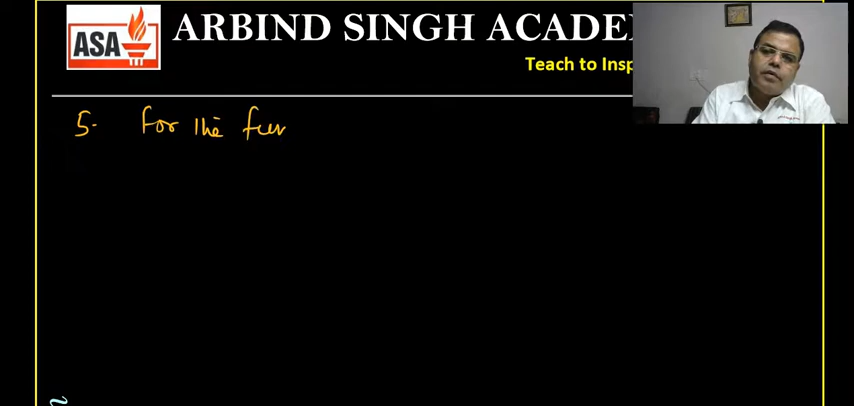 ARBIND SINGH ACADE
ASA
Teach to Insp
5. For the fun